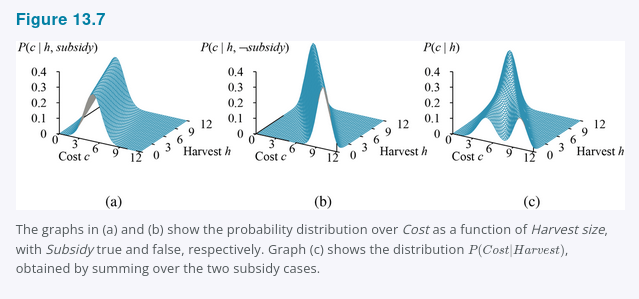 Figure 13.7
P(c | h, subsidy)
P(c | h, ¬subsidy)
P(c | h)
0.4
0.3
0.2
0.1
0
0
3
6
9
12
Cost c
0
3
6
9
12
Harvest h
0.4
0.3
0.2
0.1
0
0
3
6
9
12
Cost c
0
3
6
9
12
Harvest h
0.4
0.3
0.2
0.1
0
0
3
6
9
12
Cost c
0
3
6
9
12
Harvest h
(a)
(b)
(c)
The graphs in (a) and (b) show the probability distribution over Cost as a function of Harvest size,
with Subsidy true and false, respectively. Graph (c) shows the distribution P(Cost|Harvest),
obtained by summing over the two subsidy cases.